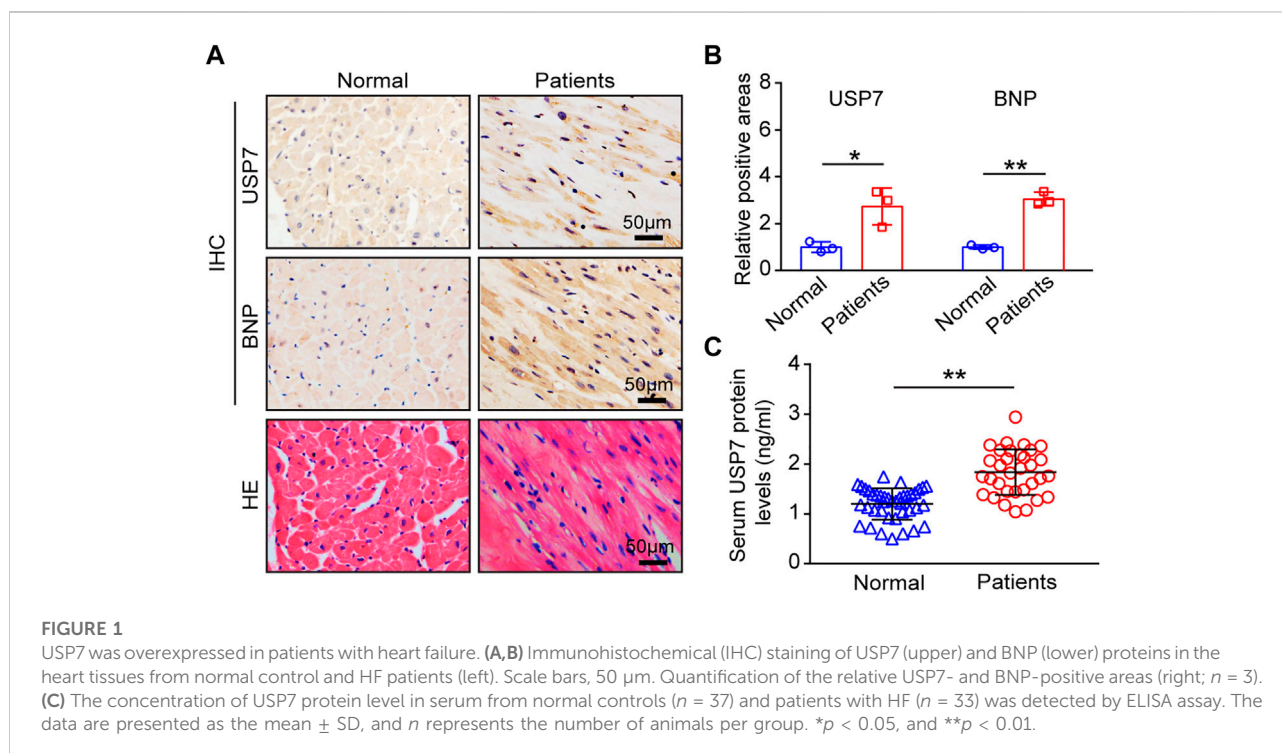 A
Normal
Patients
IHC
USP7
50μm
BNP
50μm
HE
50μm
B
Relative positive areas
8
6
4
2
0
USP7
BNP
*
**
Normal
Patients
Normal
Patients
C
Serum USP7 protein
levels (ng/ml)
4
3
2
1
0
**
Normal
Patients
FIGURE 1
USP7 was overexpressed in patients with heart failure. (A,B) Immunohistochemical (IHC) staining of USP7 (upper) and BNP (lower) proteins in the
heart tissues from normal control and HF patients (left). Scale bars, 50 μm. Quantification of the relative USP7- and BNP-positive areas (right; n = 3).
(C) The concentration of USP7 protein level in serum from normal controls (n = 37) and patients with HF (n = 33) was detected by ELISA assay. The
data are presented as the mean ± SD, and n represents the number of animals per group. *p < 0.05, and **p < 0.01.